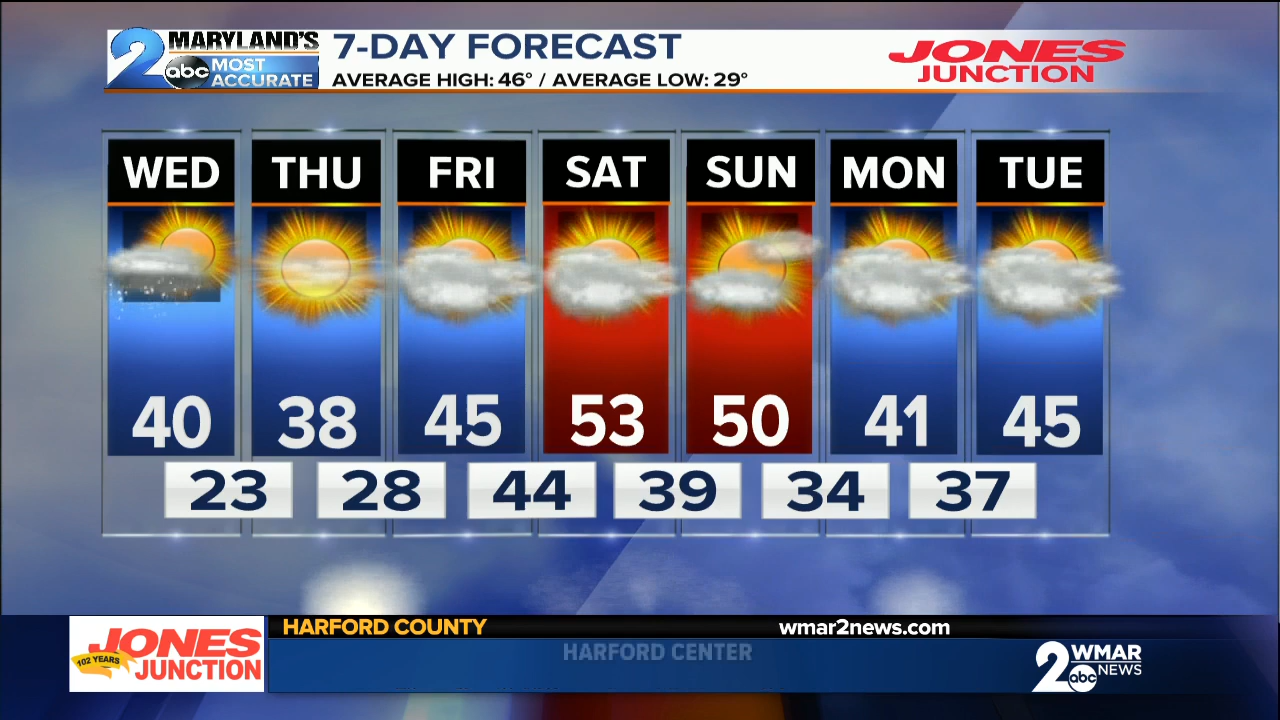 2 MARYLAND'S
abc MOST
ACCURATE
7-DAY FORECAST
AVERAGE HIGH: 46° / AVERAGE LOW: 29°
JONES
JUNCTION
WED THU FRI SAT SUN MON TUE
40 38 45 53 50 41 45
23 28 44 39 34 37
JONES
102 YEARS JUNCTION
HARFORD COUNTY
wmar2news.com
HARFORD CENTER
2 WMAR
abc NEWS